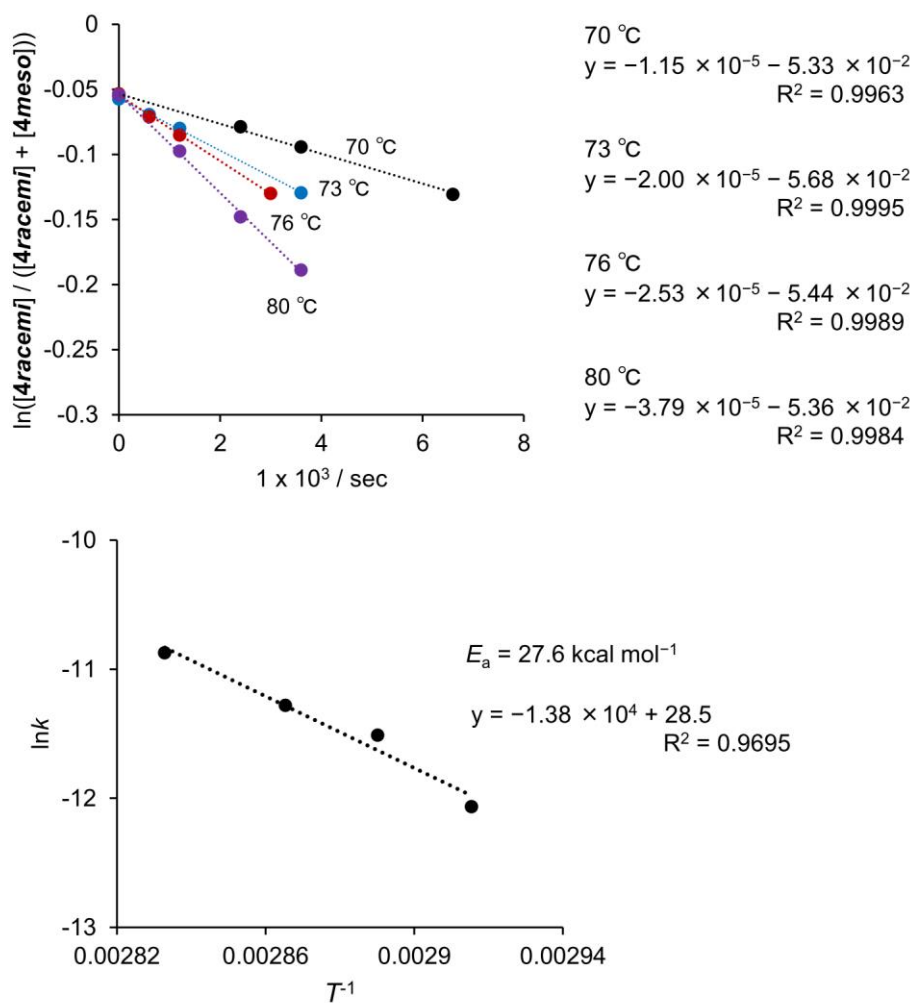 0
-0.05
-0.1
-0.15
-0.2
-0.25
-0.3
ln([4racemi] / ([4racemi] + [4meso]))
70 ℃
73 ℃
76 ℃
80 ℃
0 2 4 6 8
1 x 10³ / sec
70 ℃
y = −1.15 × 10⁻⁵ − 5.33 × 10⁻²
R² = 0.9963
73 ℃
y = −2.00 × 10⁻⁵ − 5.68 × 10⁻²
R² = 0.9995
76 ℃
y = −2.53 × 10⁻⁵ − 5.44 × 10⁻²
R² = 0.9989
80 ℃
y = −3.79 × 10⁻⁵ − 5.36 × 10⁻²
R² = 0.9984
-10
-11
-12
-13
lnk
Eₐ = 27.6 kcal mol⁻¹
y = −1.38 × 10⁴ + 28.5
R² = 0.9695
0.00282 0.00286 0.0029 0.00294
T⁻¹